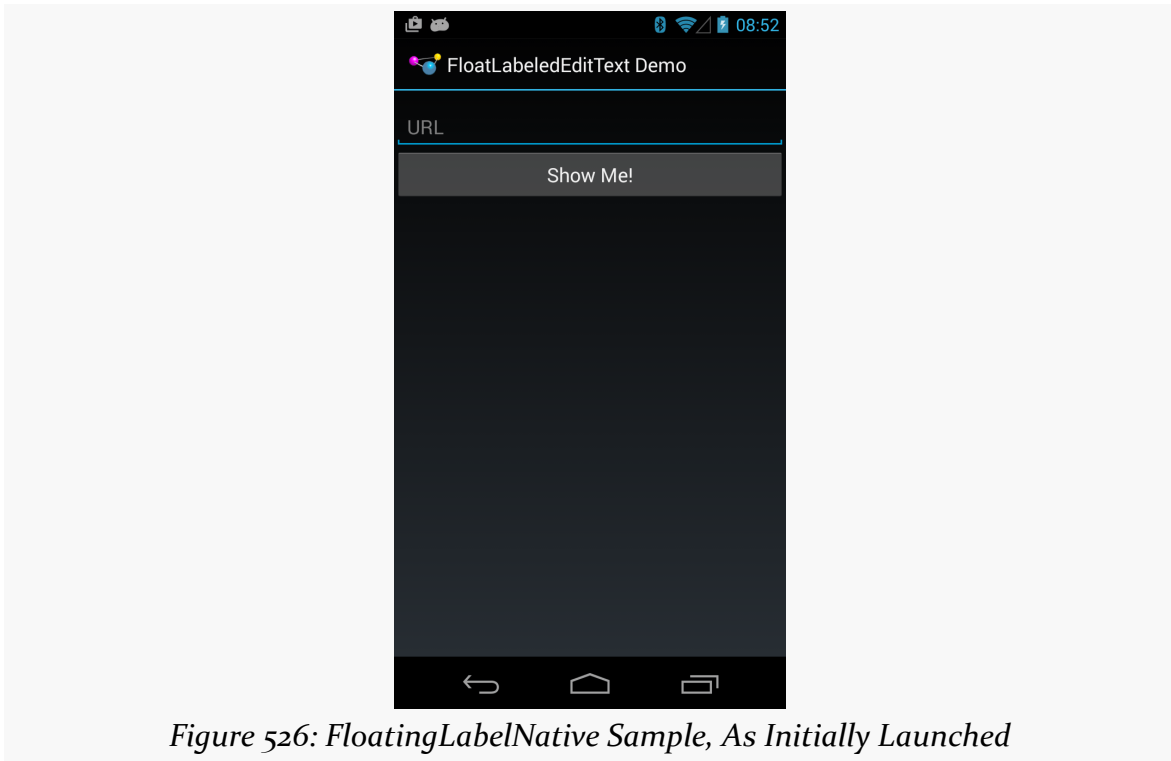 08:52
FloatLabeledEditText Demo
URL
Show Me!
Figure 526: FloatingLabelNative Sample, As Initially Launched